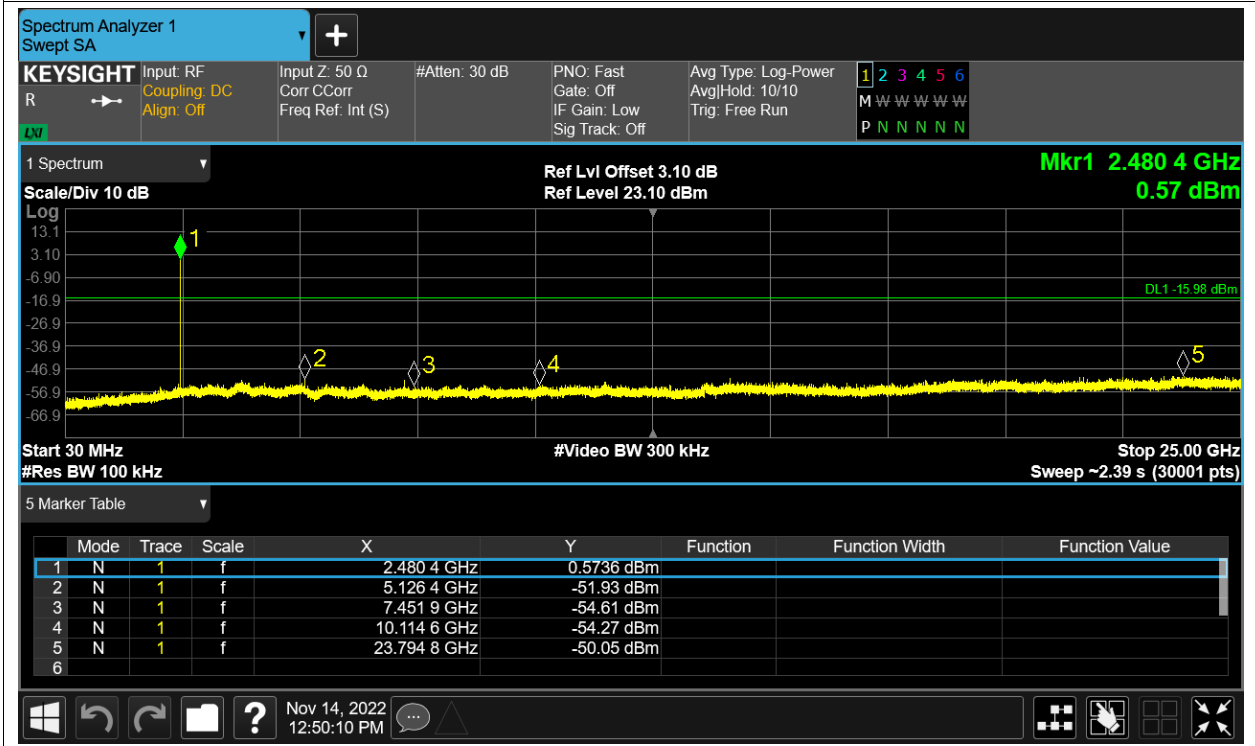 Spectrum Analyzer 1
Swept SA
KEYSIGHT
R
LXI
Input: RF
Coupling: DC
Align: Off
Input Z: 50 Ω
Corr CCorr
Freq Ref: Int (S)
#Atten: 30 dB
PNO: Fast
Gate: Off
IF Gain: Low
Sig Track: Off
Avg Type: Log-Power
Avg|Hold: 10/10
Trig: Free Run
1 2 3 4 5 6
M W W W W W
P N N N N N
1 Spectrum
Scale/Div 10 dB
Ref Lvl Offset 3.10 dB
Ref Level 23.10 dBm
Mkr1 2.480 4 GHz
0.57 dBm
Log
13.1
3.10
-6.90
-16.9
-26.9
-36.9
-46.9
-56.9
-66.9
1
2
3
4
5
DL1 -15.98 dBm
Start 30 MHz
#Res BW 100 kHz
#Video BW 300 kHz
Stop 25.00 GHz
Sweep ~2.39 s (30001 pts)
5 Marker Table
Mode Trace Scale X Y Function Function Width Function Value
1 N 1 f 2.480 4 GHz 0.5736 dBm
2 N 1 f 5.126 4 GHz -51.93 dBm
3 N 1 f 7.451 9 GHz -54.61 dBm
4 N 1 f 10.114 6 GHz -54.27 dBm
5 N 1 f 23.794 8 GHz -50.05 dBm
6
?
Nov 14, 2022
12:50:10 PM